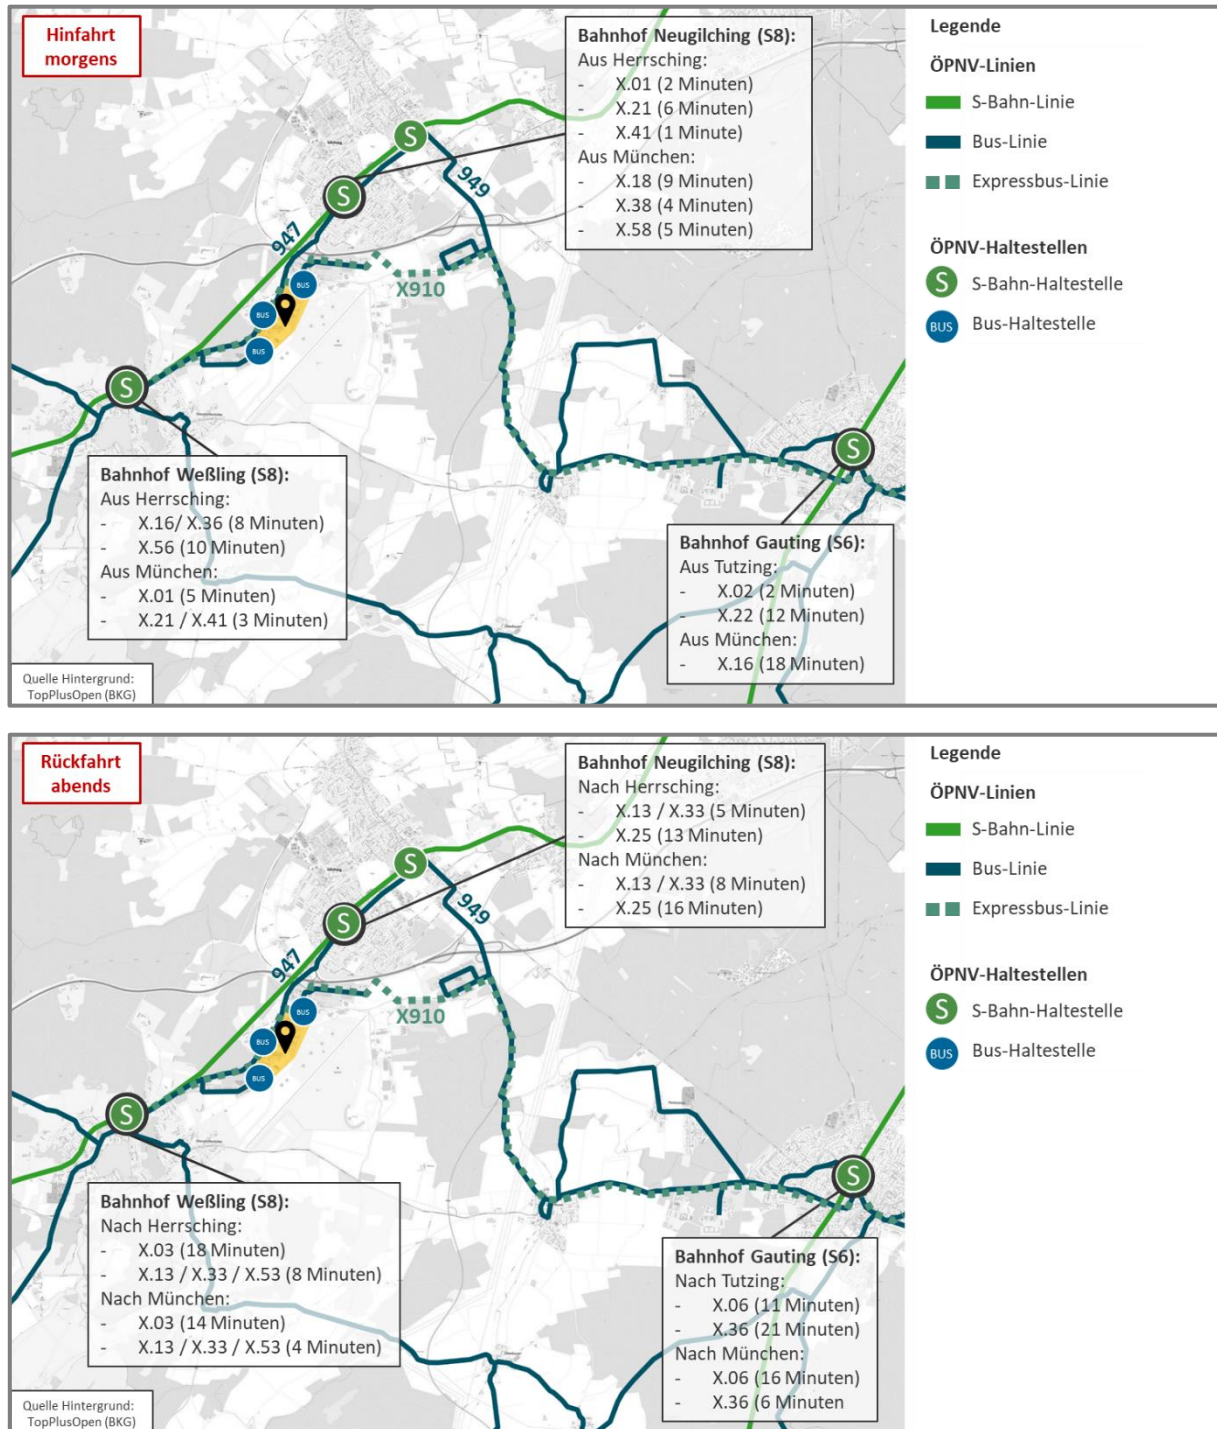 Hinfahrt
morgens
Bahnhof Neugilching (S8):
Aus Herrsching:
- X.01 (2 Minuten)
- X.21 (6 Minuten)
- X.41 (1 Minute)
Aus München:
- X.18 (9 Minuten)
- X.38 (4 Minuten)
- X.58 (5 Minuten)
S
S
949
947
X910
BUS
BUS
BUS
S
S
Bahnhof Weßling (S8):
Aus Herrsching:
- X.16/ X.36 (8 Minuten)
- X.56 (10 Minuten)
Aus München:
- X.01 (5 Minuten)
- X.21 / X.41 (3 Minuten)
Bahnhof Gauting (S6):
Aus Tutzing:
- X.02 (2 Minuten)
- X.22 (12 Minuten)
Aus München:
- X.16 (18 Minuten)
Quelle Hintergrund:
TopPlusOpen (BKG)
Legende
ÖPNV-Linien
S-Bahn-Linie
Bus-Linie
Expressbus-Linie
ÖPNV-Haltestellen
S S-Bahn-Haltestelle
BUS Bus-Haltestelle
Rückfahrt
abends
Bahnhof Neugilching (S8):
Nach Herrsching:
- X.13 / X.33 (5 Minuten)
- X.25 (13 Minuten)
Nach München:
- X.13 / X.33 (8 Minuten)
- X.25 (16 Minuten)
S
S
949
947
X910
BUS
BUS
BUS
S
S
Bahnhof Weßling (S8):
Nach Herrsching:
- X.03 (18 Minuten)
- X.13 / X.33 / X.53 (8 Minuten)
Nach München:
- X.03 (14 Minuten)
- X.13 / X.33 / X.53 (4 Minuten)
Bahnhof Gauting (S6):
Nach Tutzing:
- X.06 (11 Minuten)
- X.36 (21 Minuten)
Nach München:
- X.06 (16 Minuten)
- X.36 (6 Minuten
Quelle Hintergrund:
TopPlusOpen (BKG)
Legende
ÖPNV-Linien
S-Bahn-Linie
Bus-Linie
Expressbus-Linie
ÖPNV-Haltestellen
S S-Bahn-Haltestelle
BUS Bus-Haltestelle